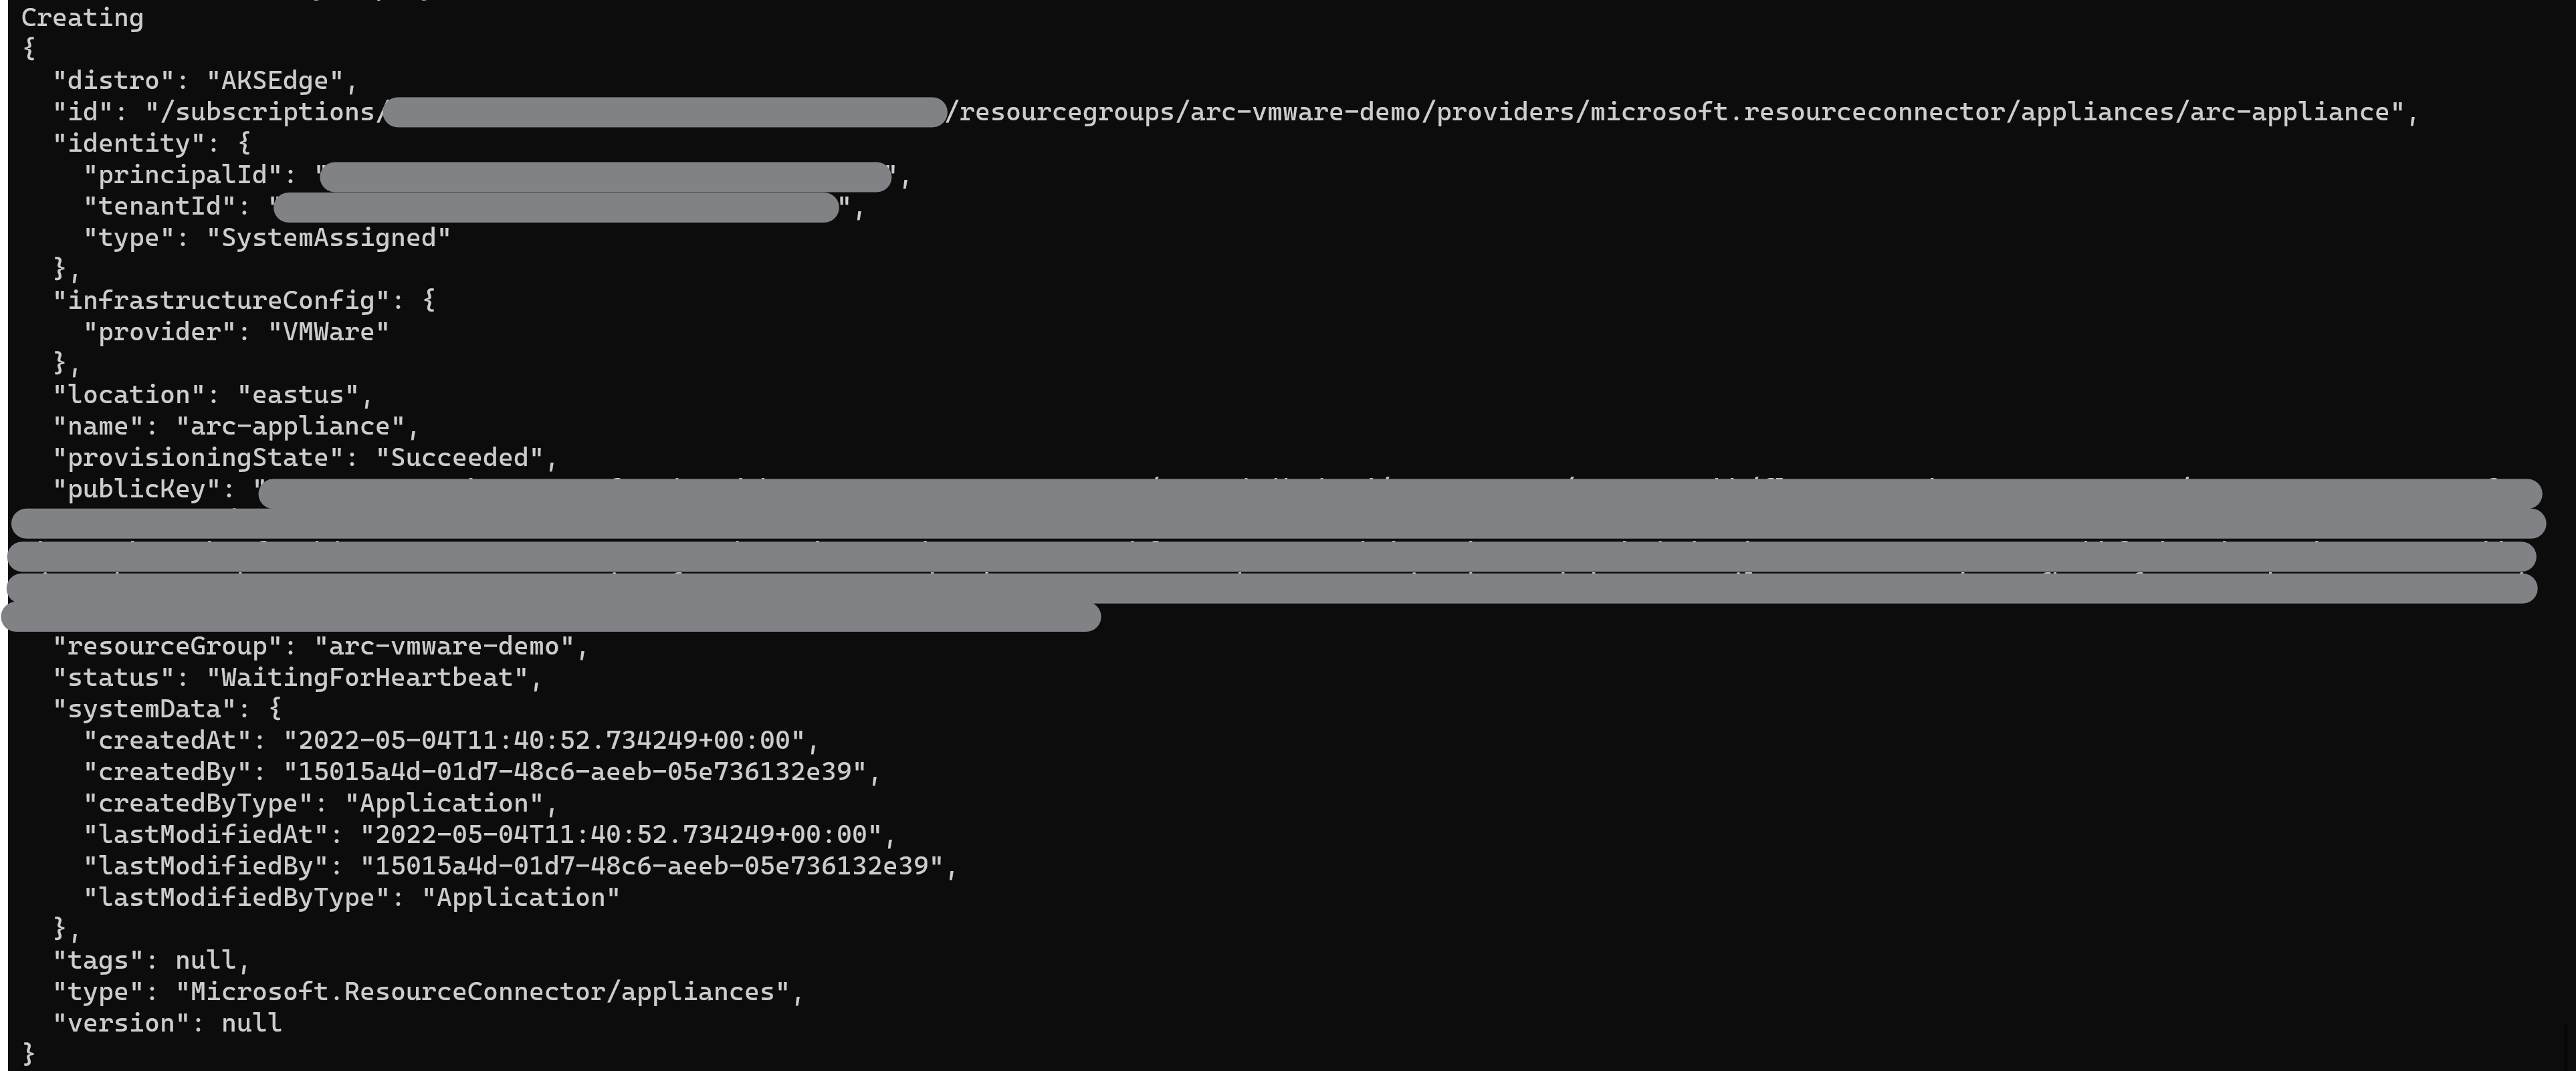 Creating
{
  "distro": "AKSEdge",
  "id": "/subscriptions/ /resourcegroups/arc-vmware-demo/providers/microsoft.resourceconnector/appliances/arc-appliance",
  "identity": {
    "principalId": " ",
    "tenantId": " ",
    "type": "SystemAssigned"
  },
  "infrastructureConfig": {
    "provider": "VMWare"
  },
  "location": "eastus",
  "name": "arc-appliance",
  "provisioningState": "Succeeded",
  "publicKey": "
  "resourceGroup": "arc-vmware-demo",
  "status": "WaitingForHeartbeat",
  "systemData": {
    "createdAt": "2022-05-04T11:40:52.734249+00:00",
    "createdBy": "15015a4d-01d7-48c6-aeeb-05e736132e39",
    "createdByType": "Application",
    "lastModifiedAt": "2022-05-04T11:40:52.734249+00:00",
    "lastModifiedBy": "15015a4d-01d7-48c6-aeeb-05e736132e39",
    "lastModifiedByType": "Application"
  },
  "tags": null,
  "type": "Microsoft.ResourceConnector/appliances",
  "version": null
}